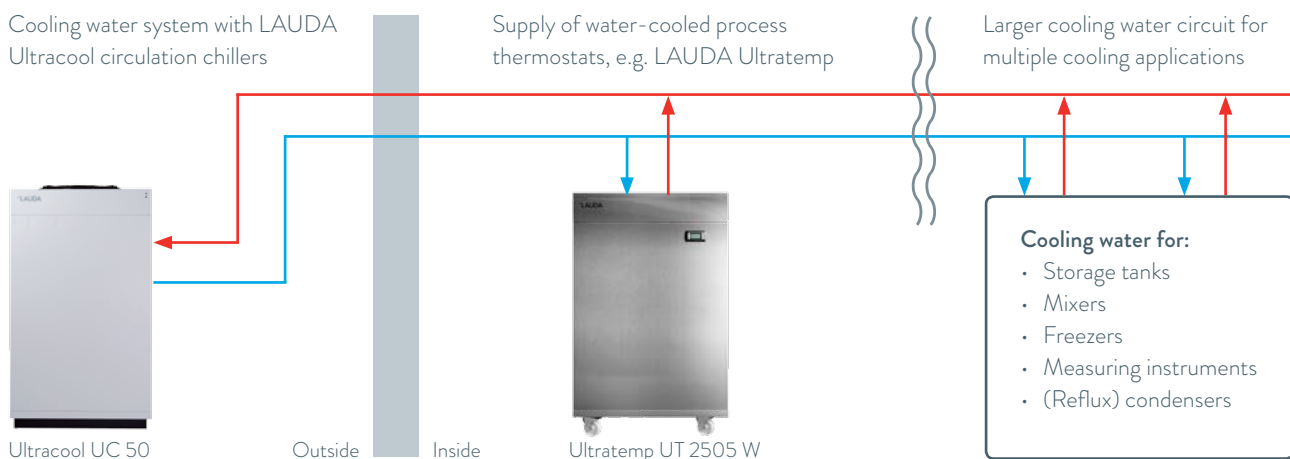 Cooling water system with LAUDA
Ultracool circulation chillers
Supply of water-cooled process
thermostats, e.g. LAUDA Ultratemp
Larger cooling water circuit for
multiple cooling applications
LAUDA
LAUDA
Cooling water for:
• Storage tanks
• Mixers
• Freezers
• Measuring instruments
• (Reflux) condensers
Ultracool UC 50
Outside
Inside
Ultratemp UT 2505 W